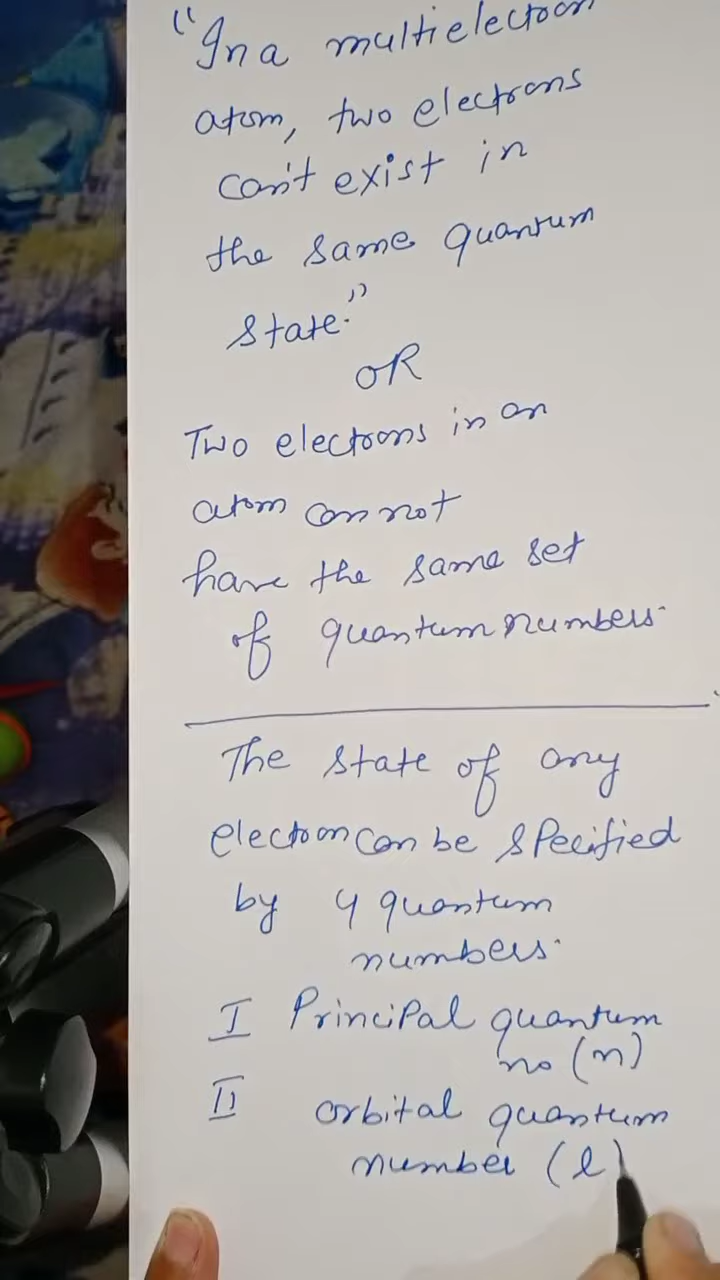 "In a multielectron
atom, two electrons
can't exist in
the same quantum
state."
OR
Two electrons in an
atom can not
have the same set
of quantum numbers.
The state of any
electron can be specified
by 4 quantum
numbers.
I Principal quantum
no (n)
II orbital quantum
number (l)